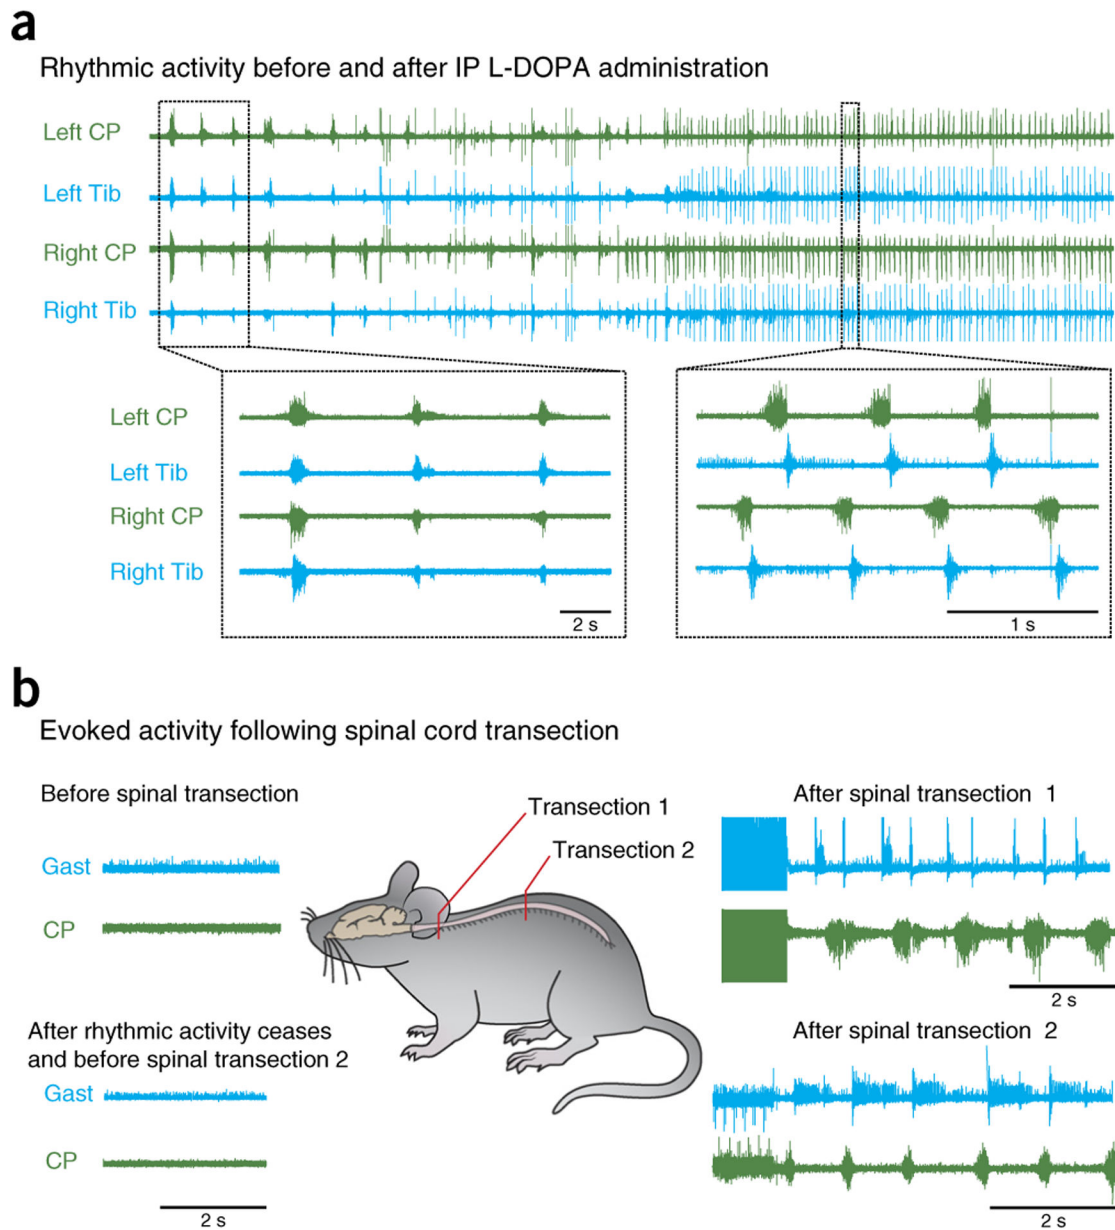 a
Rhythmic activity before and after IP L-DOPA administration
Left CP
Left Tib
Right CP
Right Tib
Left CP
Left Tib
Right CP
Right Tib
2 s
1 s
b
Evoked activity following spinal cord transection
Before spinal transection
Gast
CP
Transection 1
Transection 2
After spinal transection 1
2 s
After rhythmic activity ceases
and before spinal transection 2
Gast
CP
2 s
After spinal transection 2
2 s